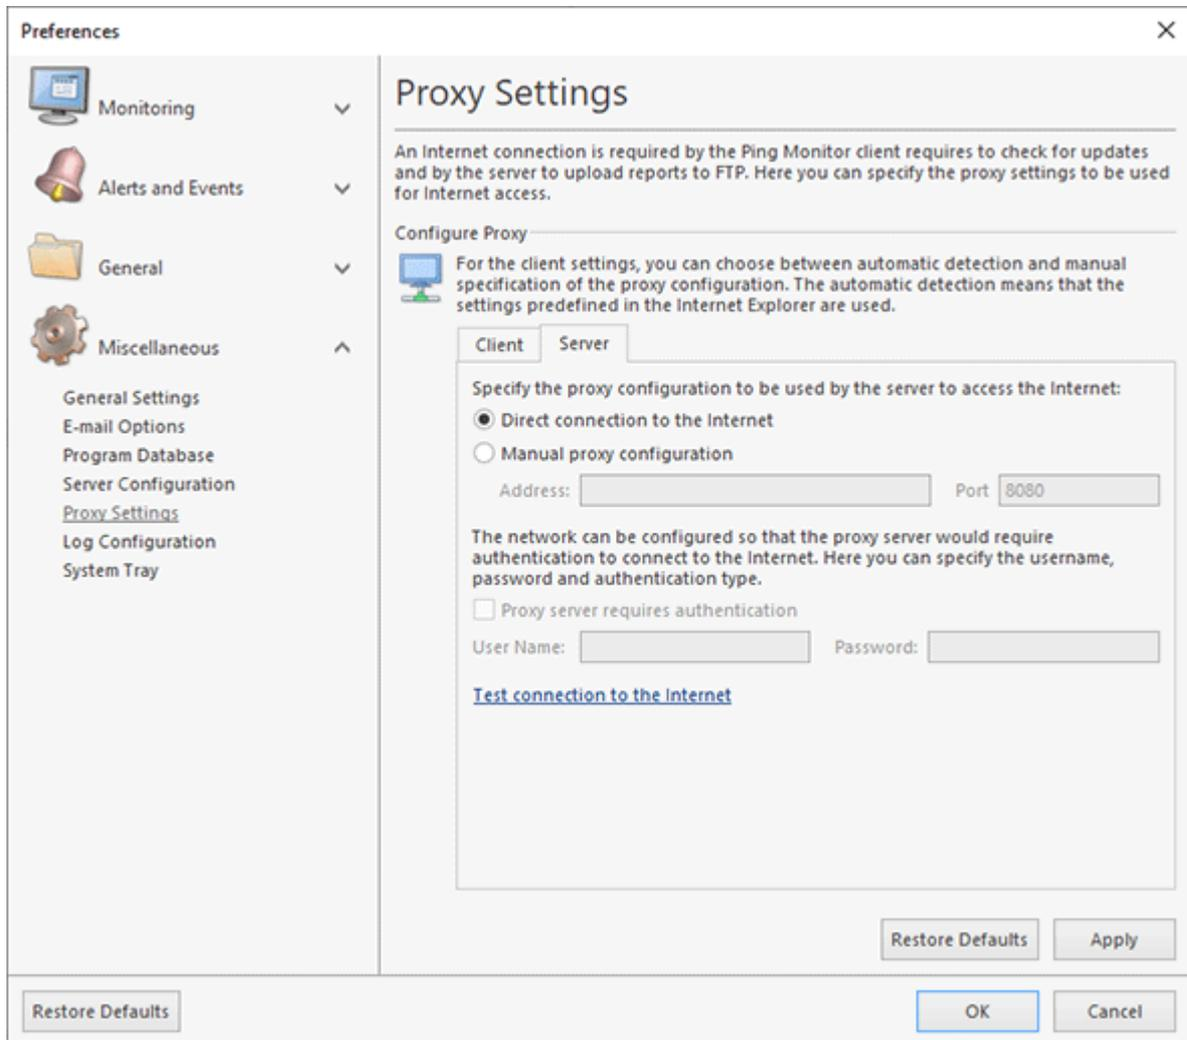 Preferences
Monitoring
Alerts and Events
General
Miscellaneous
General Settings
E-mail Options
Program Database
Server Configuration
Proxy Settings
Log Configuration
System Tray
Proxy Settings
An Internet connection is required by the Ping Monitor client requires to check for updates
and by the server to upload reports to FTP. Here you can specify the proxy settings to be used
for Internet access.
Configure Proxy
For the client settings, you can choose between automatic detection and manual
specification of the proxy configuration. The automatic detection means that the
settings predefined in the Internet Explorer are used.
Client Server
Specify the proxy configuration to be used by the server to access the Internet:
Direct connection to the Internet
Manual proxy configuration
Address: Port 8080
The network can be configured so that the proxy server would require
authentication to connect to the Internet. Here you can specify the username,
password and authentication type.
Proxy server requires authentication
User Name: Password:
Test connection to the Internet
Restore Defaults Apply
Restore Defaults OK Cancel